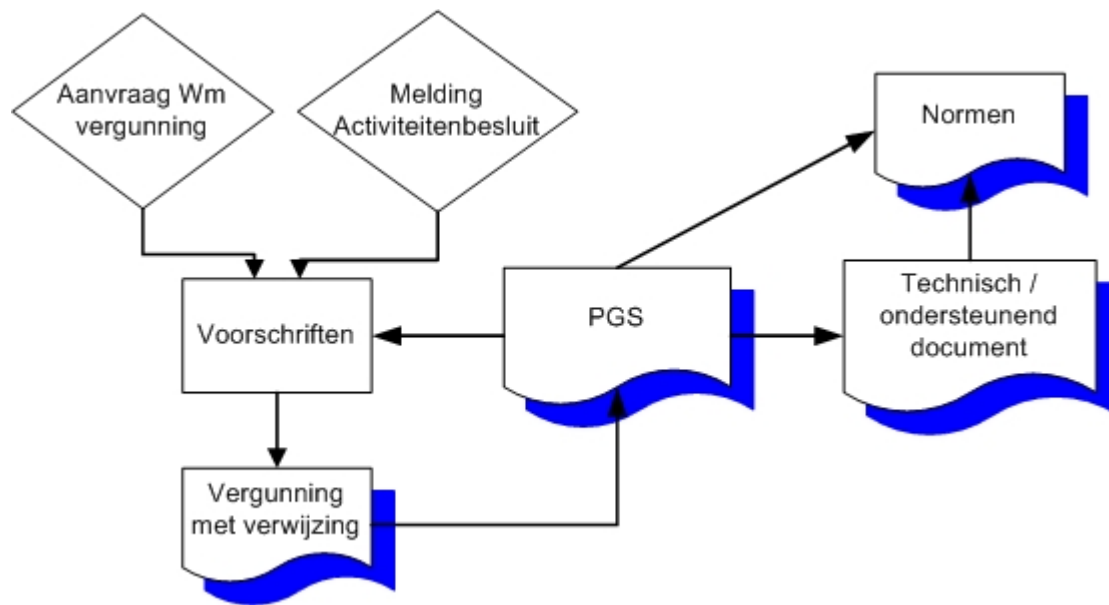 Aanvraag Wm
vergunning
Melding
Activiteitenbesluit
Normen
Voorschriften
PGS
Technisch /
ondersteunend
document
Vergunning
met verwijzing